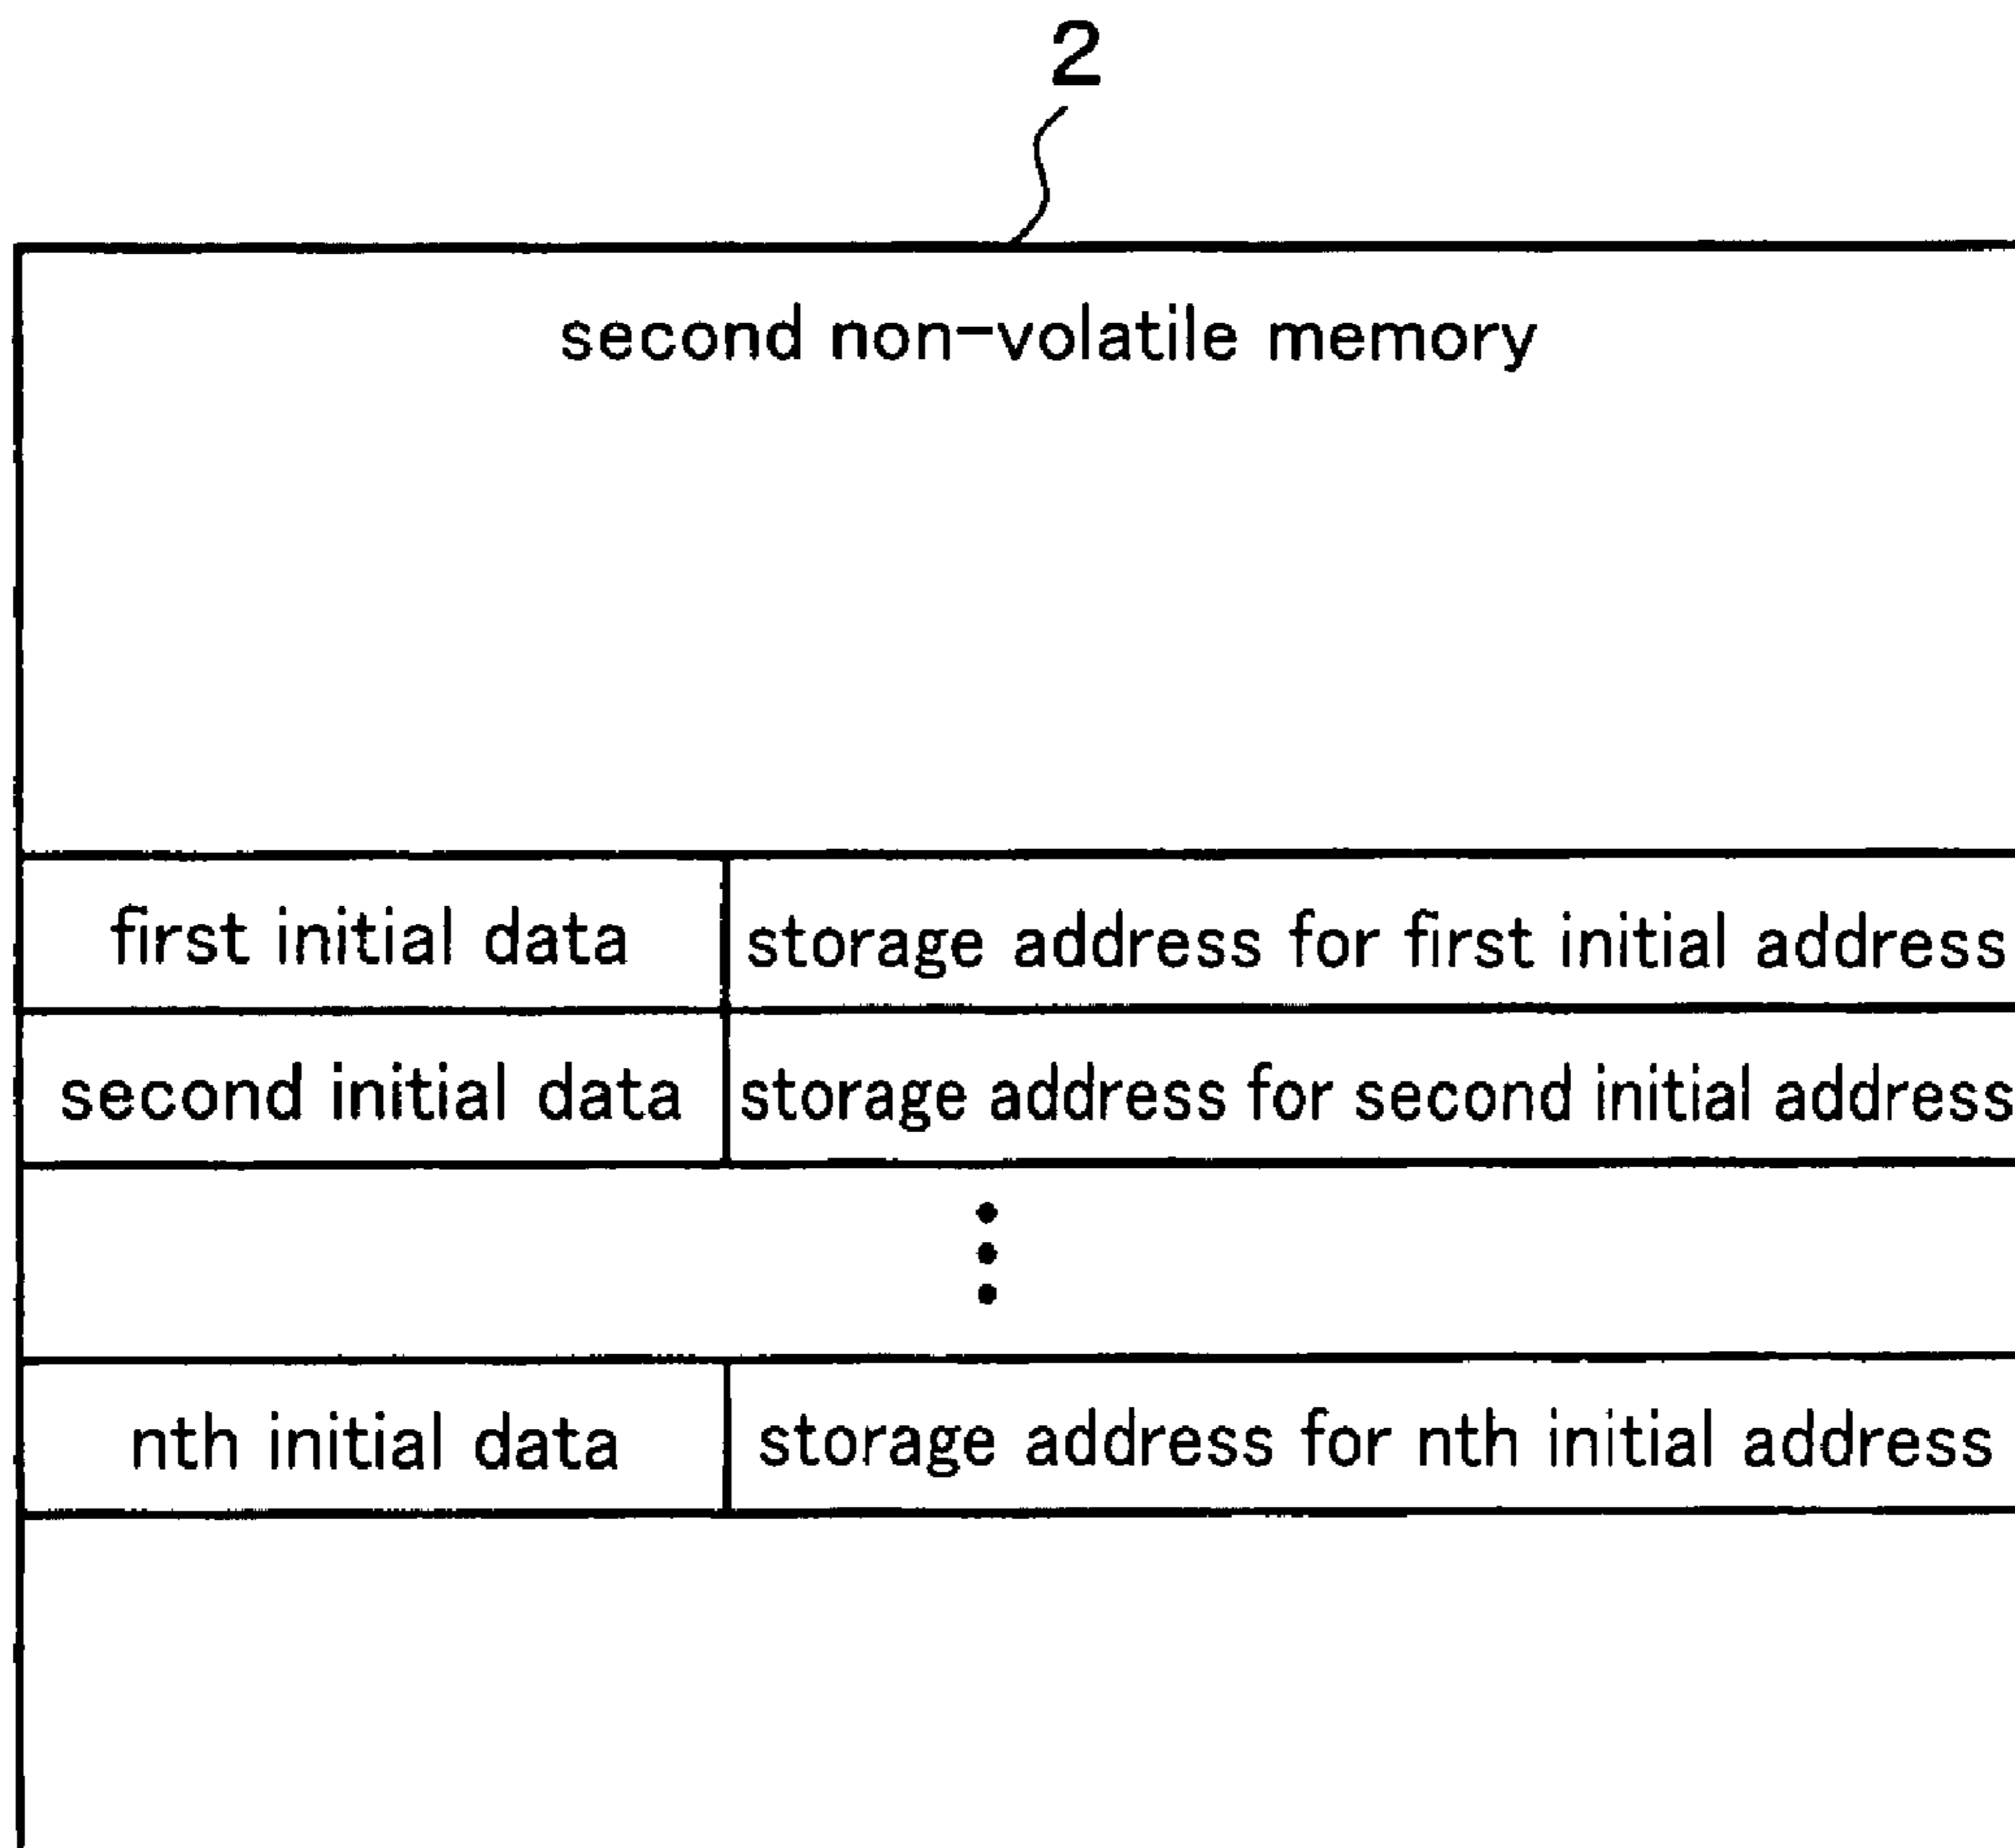 2
second non-volatile memory
first initial data storage address for first initial address
second initial data storage address for second initial address
nth initial data storage address for nth initial address